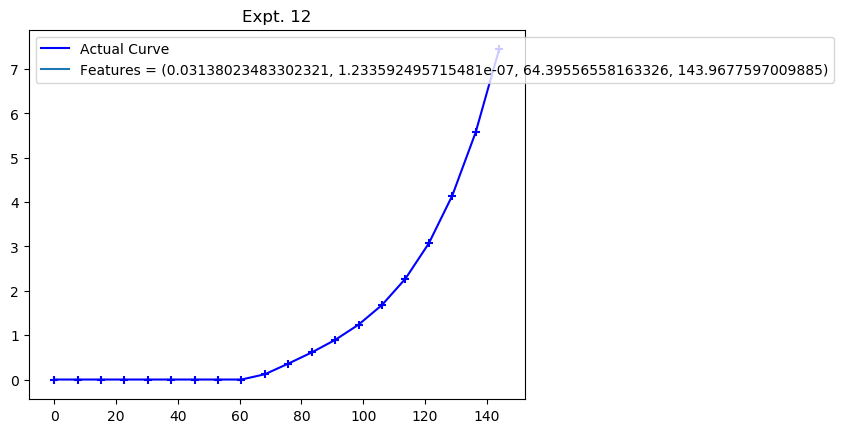 Expt. 12
Actual Curve
Features = (0.03138023483302321, 1.233592495715481e-07, 64.39556558163326, 143.9677597009885)
7
6
5
4
3
2
1
0
0 20 40 60 80 100 120 140